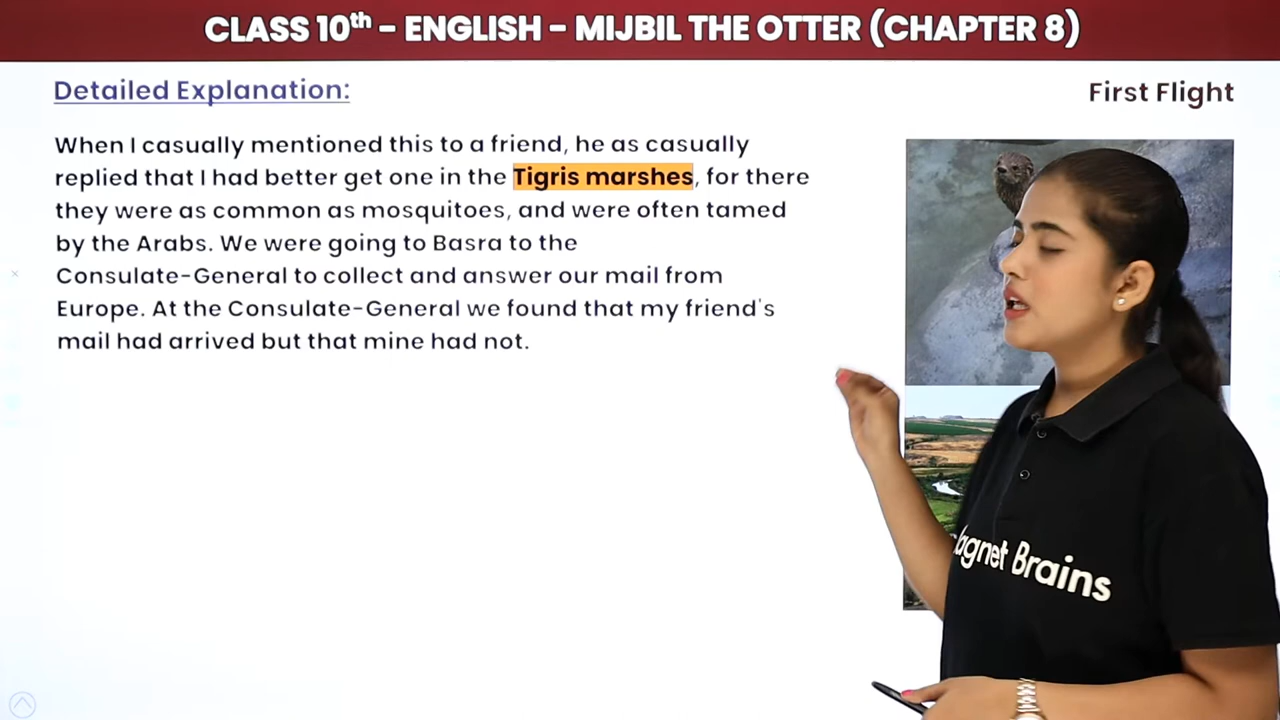 CLASS 10th - ENGLISH - MIJBIL THE OTTER (CHAPTER 8)
Detailed Explanation:
First Flight
When I casually mentioned this to a friend, he as casually
replied that I had better get one in the Tigris marshes, for there
they were as common as mosquitoes, and were often tamed
by the Arabs. We were going to Basra to the
Consulate-General to collect and answer our mail from
Europe. At the Consulate-General we found that my friend's
mail had arrived but that mine had not.
agnet Brains